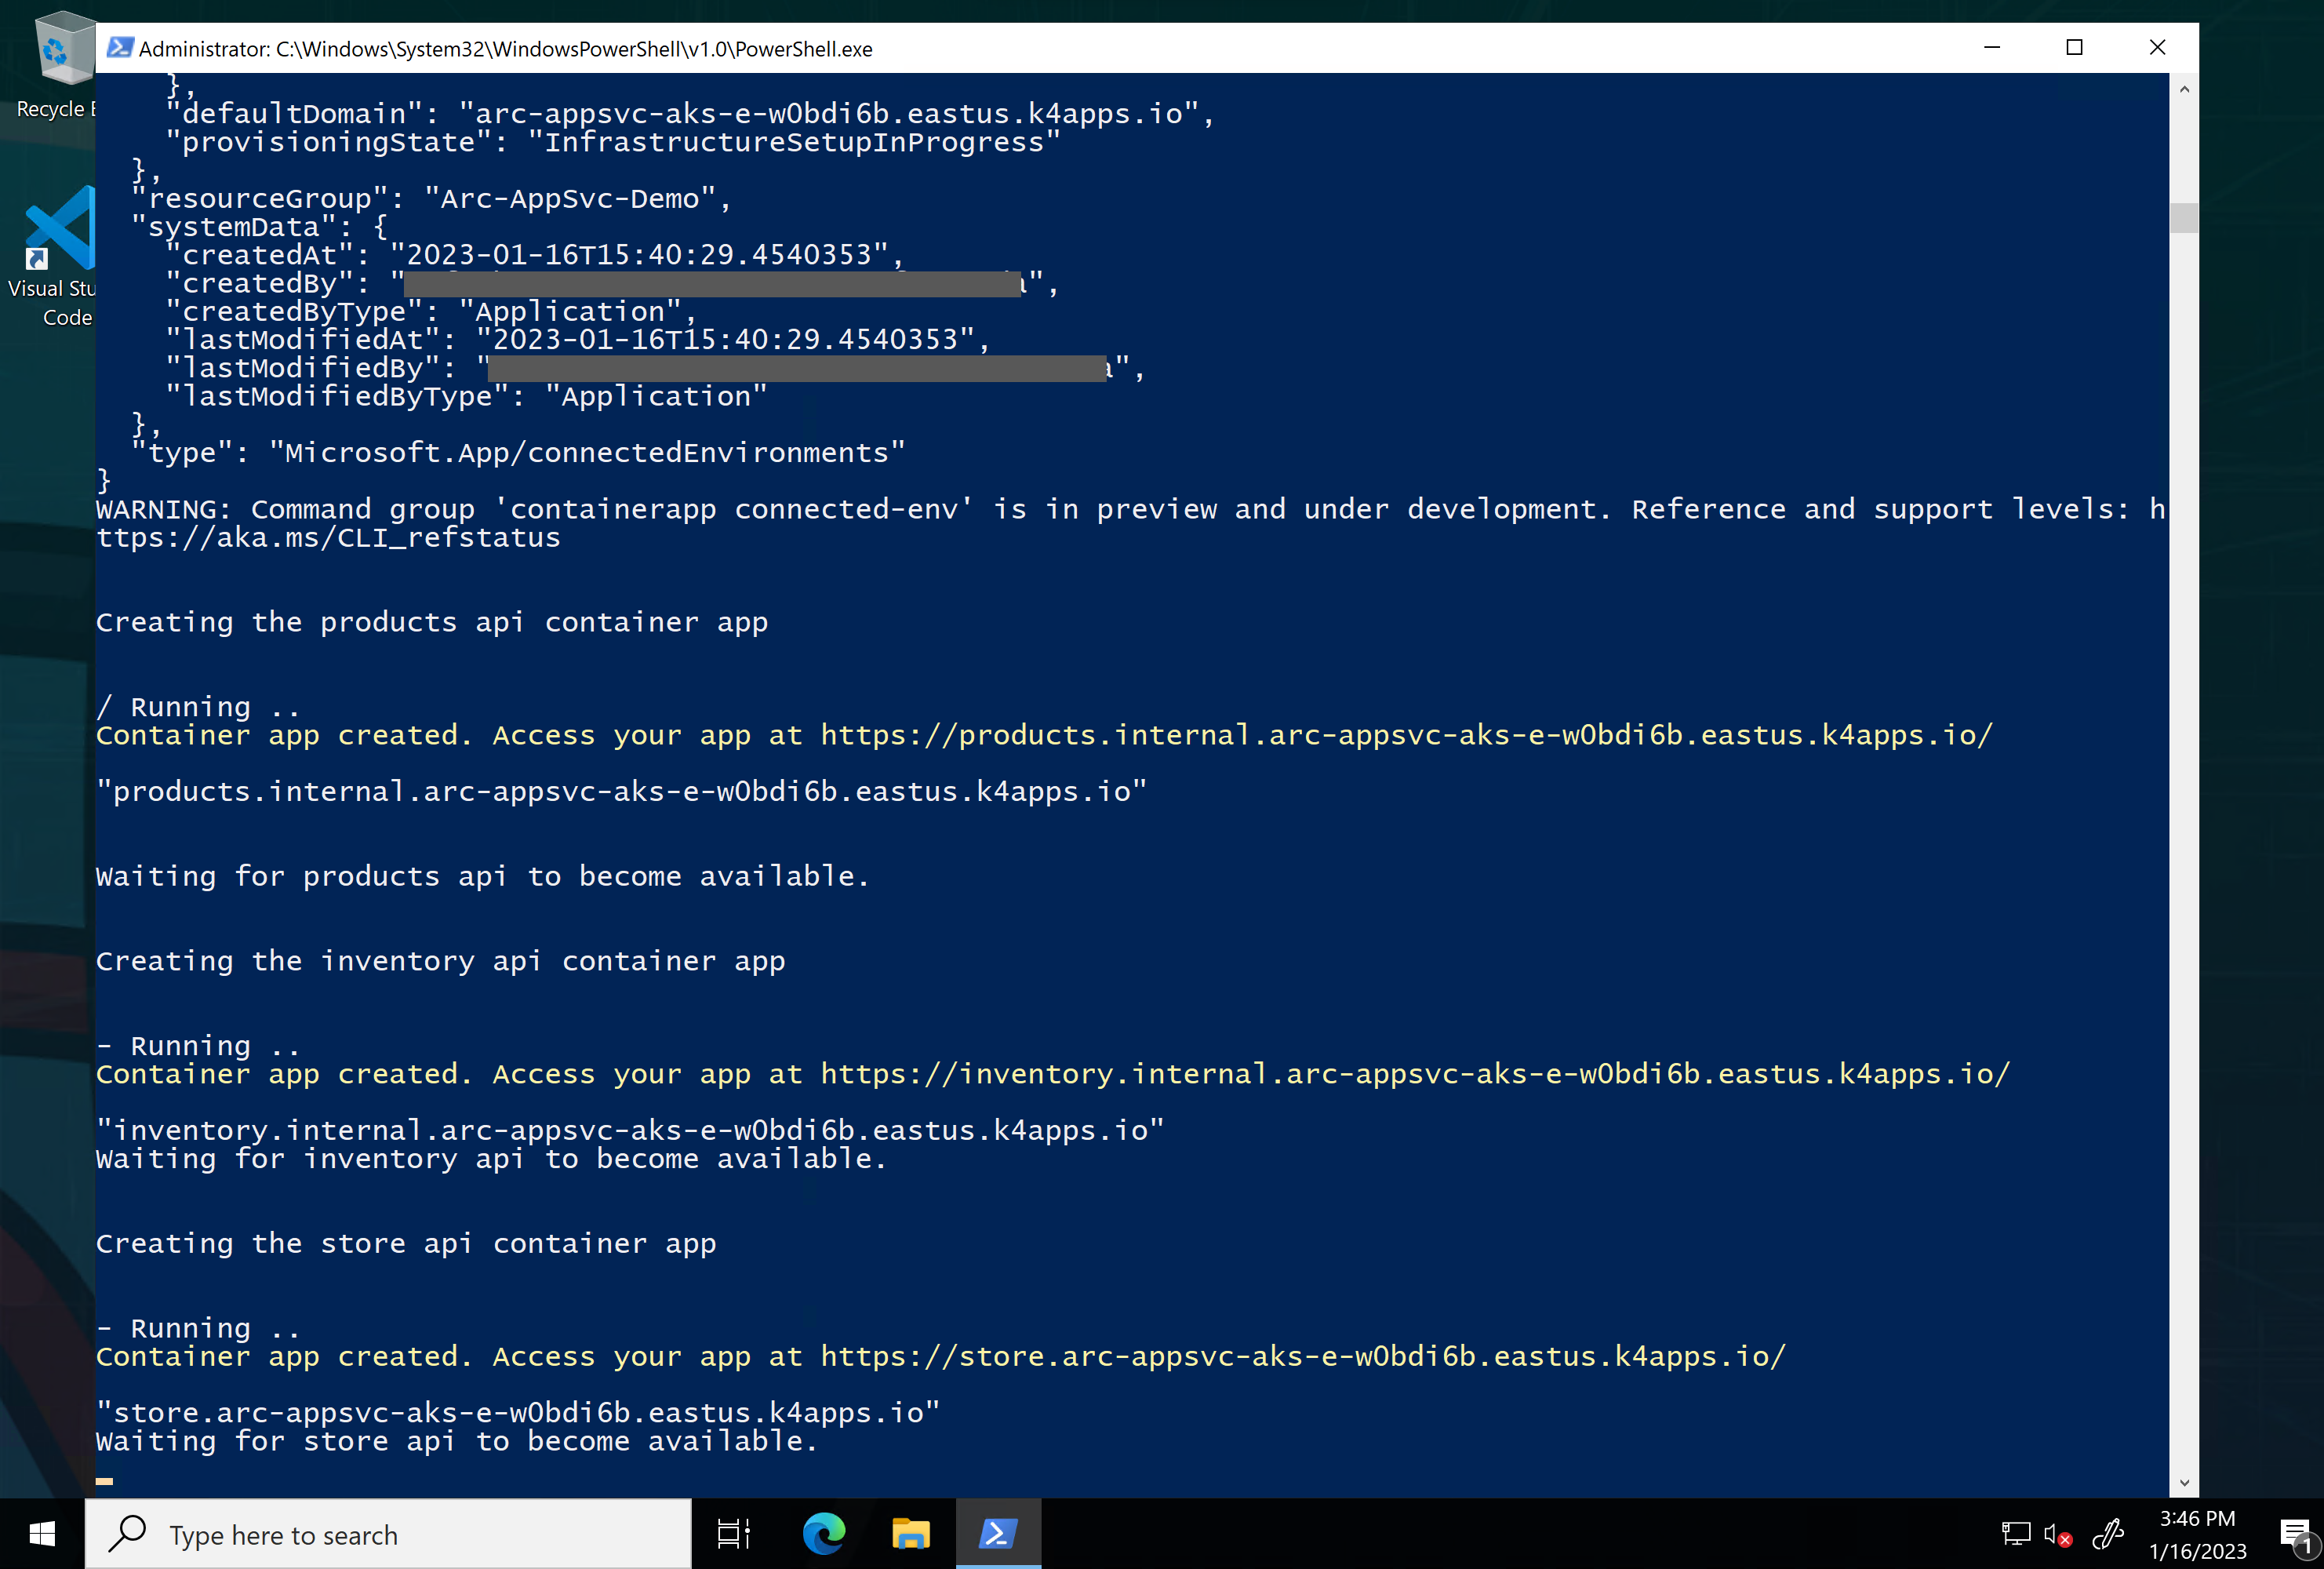 Recycle
Visual Stu
Code
Administrator: C:\Windows\System32\WindowsPowerShell\v1.0\PowerShell.exe
},
"defaultDomain": "arc-appsvc-aks-e-w0bdi6b.eastus.k4apps.io",
"provisioningState": "InfrastructureSetupInProgress"
},
"resourceGroup": "Arc-AppSvc-Demo",
"systemData": {
"createdAt": "2023-01-16T15:40:29.4540353",
"createdBy": "a",
"createdByType": "Application",
"lastModifiedAt": "2023-01-16T15:40:29.4540353",
"lastModifiedBy": "a",
"lastModifiedByType": "Application"
},
"type": "Microsoft.App/connectedEnvironments"
}
WARNING: Command group 'containerapp connected-env' is in preview and under development. Reference and support levels: h
ttps://aka.ms/CLI_refstatus
Creating the products api container app
/ Running ..
Container app created. Access your app at https://products.internal.arc-appsvc-aks-e-w0bdi6b.eastus.k4apps.io/
"products.internal.arc-appsvc-aks-e-w0bdi6b.eastus.k4apps.io"
Waiting for products api to become available.
Creating the inventory api container app
- Running ..
Container app created. Access your app at https://inventory.internal.arc-appsvc-aks-e-w0bdi6b.eastus.k4apps.io/
"inventory.internal.arc-appsvc-aks-e-w0bdi6b.eastus.k4apps.io"
Waiting for inventory api to become available.
Creating the store api container app
- Running ..
Container app created. Access your app at https://store.arc-appsvc-aks-e-w0bdi6b.eastus.k4apps.io/
"store.arc-appsvc-aks-e-w0bdi6b.eastus.k4apps.io"
Waiting for store api to become available.
Type here to search
3:46 PM
1/16/2023
1